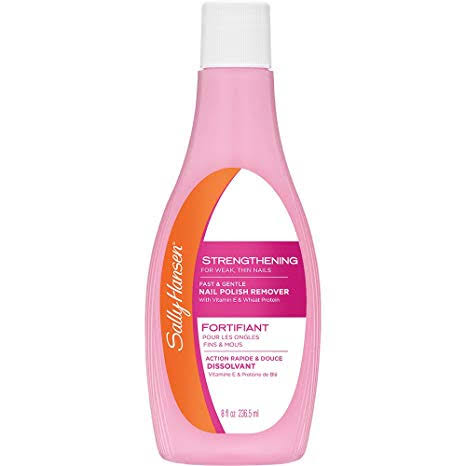 Sally Hansen®
STRENGTHENING
FOR WEAK, THIN NAILS
FAST & GENTLE
NAIL POLISH REMOVER
With Vitamin E & Wheat Protein
FORTIFIANT
POUR LES ONGLES
FINS & MOUS
ACTION RAPIDE & DOUCE
DISSOLVANT
Vitamine E & Protéine de Blé
8 fl oz 236.5 ml